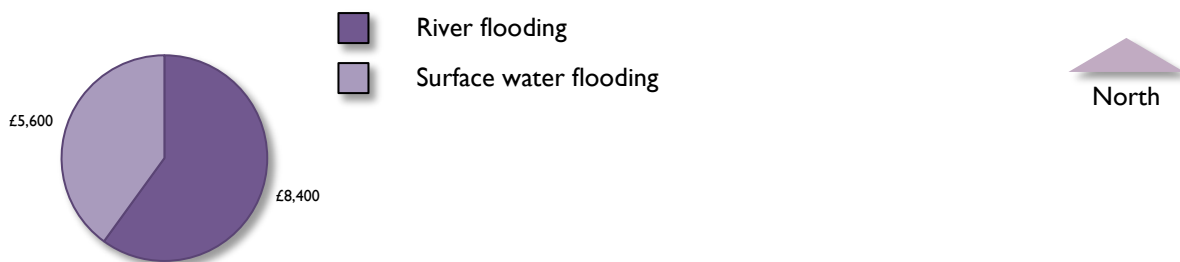 River flooding
Surface water flooding
North
£5,600
£8,400